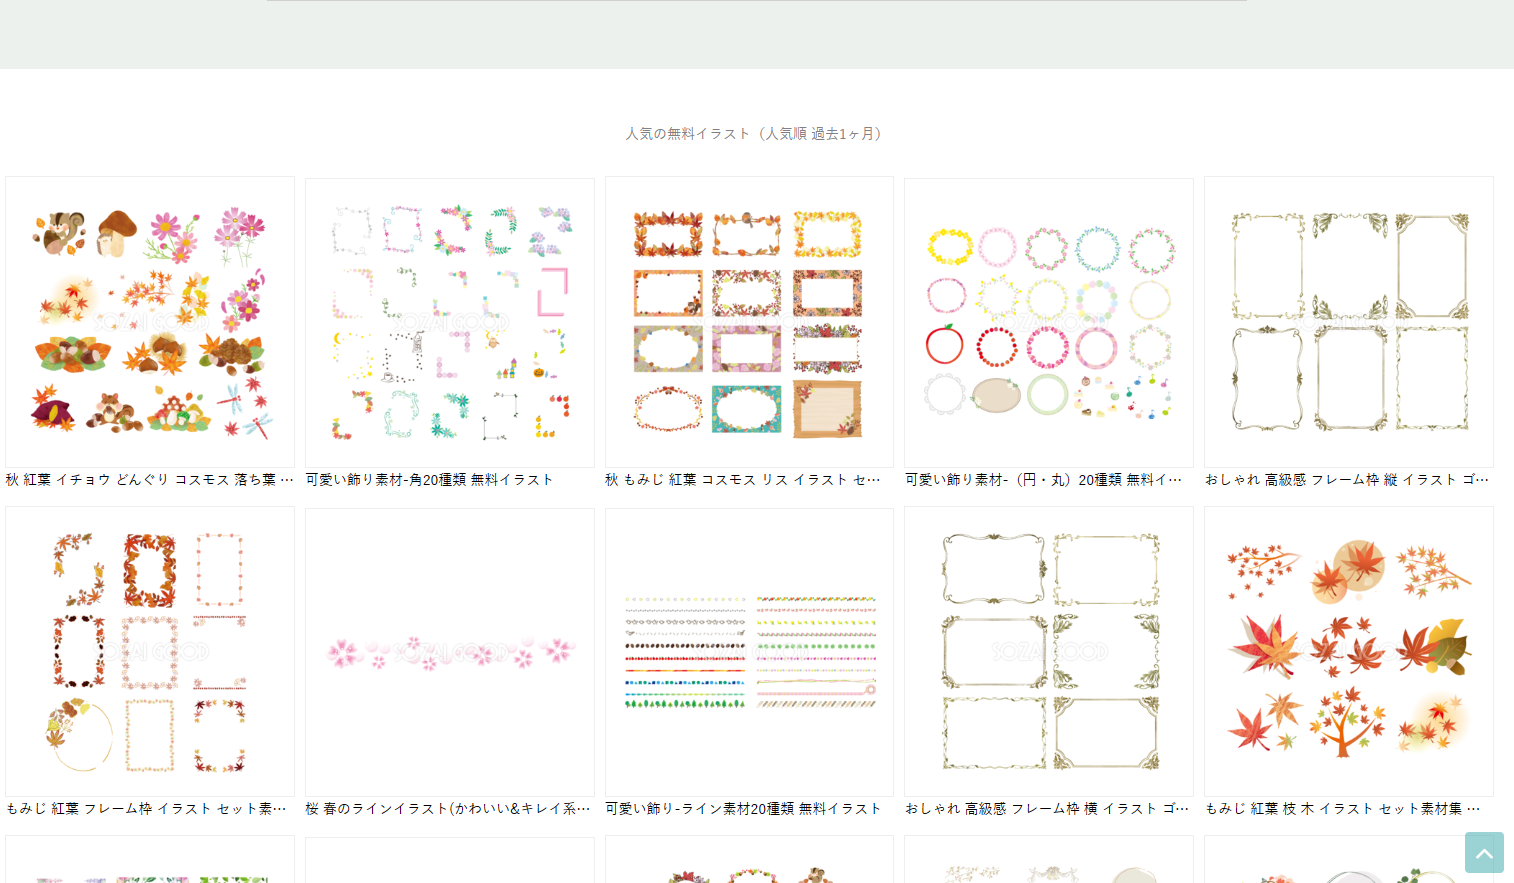 人気の無料イラスト（人気順 過去1ヶ月）
秋 紅葉 イチョウ どんぐり コスモス 落ち葉 …
可愛い飾り素材-角20種類 無料イラスト
秋 もみじ 紅葉 コスモス リス イラスト セ…
可愛い飾り素材-（円・丸）20種類 無料イ…
おしゃれ 高級感 フレーム枠 縦 イラスト ゴ…
SOZAI GOOD
SOZAI GOOD
SOZAI GOOD
SOZAI GOOD
SOZAI GOOD
もみじ 紅葉 フレーム枠 イラスト セット素…
桜 春のラインイラスト(かわいい&キレイ系…
可愛い飾り-ライン素材20種類 無料イラスト
おしゃれ 高級感 フレーム枠 横 イラスト ゴ…
もみじ 紅葉 枝 木 イラスト セット素材集 …